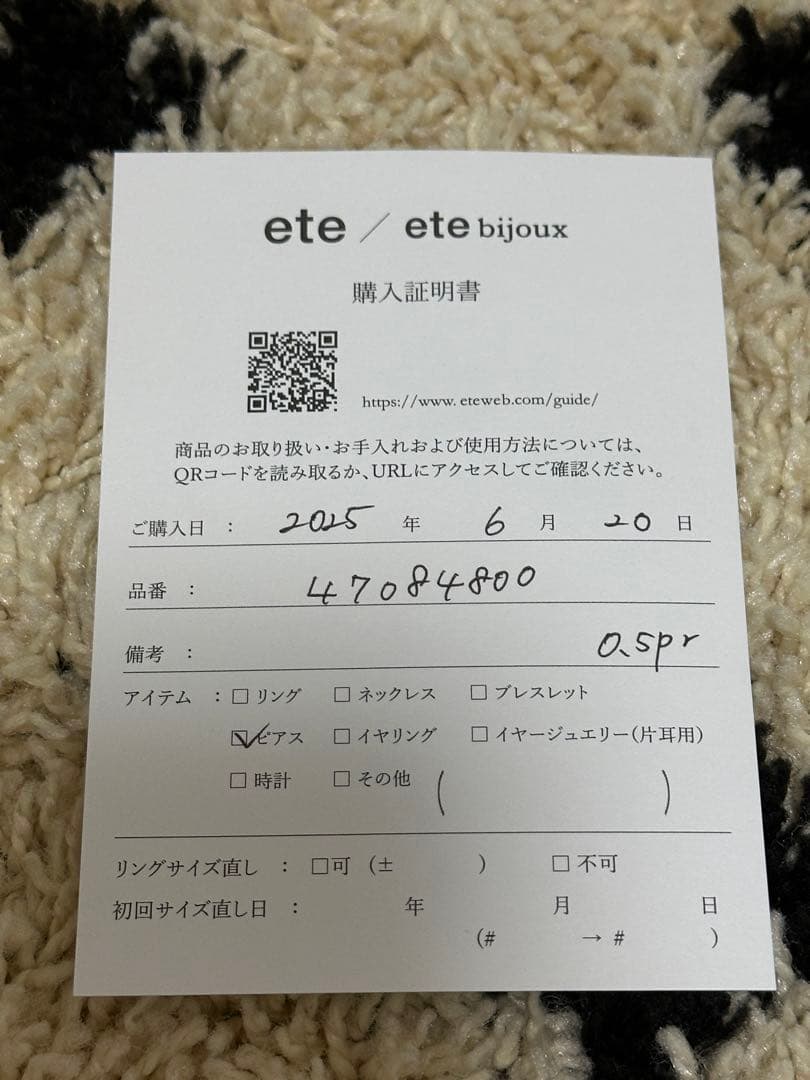 ete / ete bijoux
購入証明書
https://www.eteweb.com/guide/
商品のお取り扱い・お手入れおよび使用方法については、
QRコードを読み取るか、URLにアクセスしてご確認ください。
ご購入日 : 2025 年 6 月 20 日
品番 : 47084800
備考 : 0.5pr
アイテム : □ リング □ ネックレス □ ブレスレット
☑ ピアス □ イヤリング □ イヤージュエリー(片耳用)
□ 時計 □ その他 ( )
リングサイズ直し : □可 (± ) □ 不可
初回サイズ直し日 : 年 月 日
(# → # )